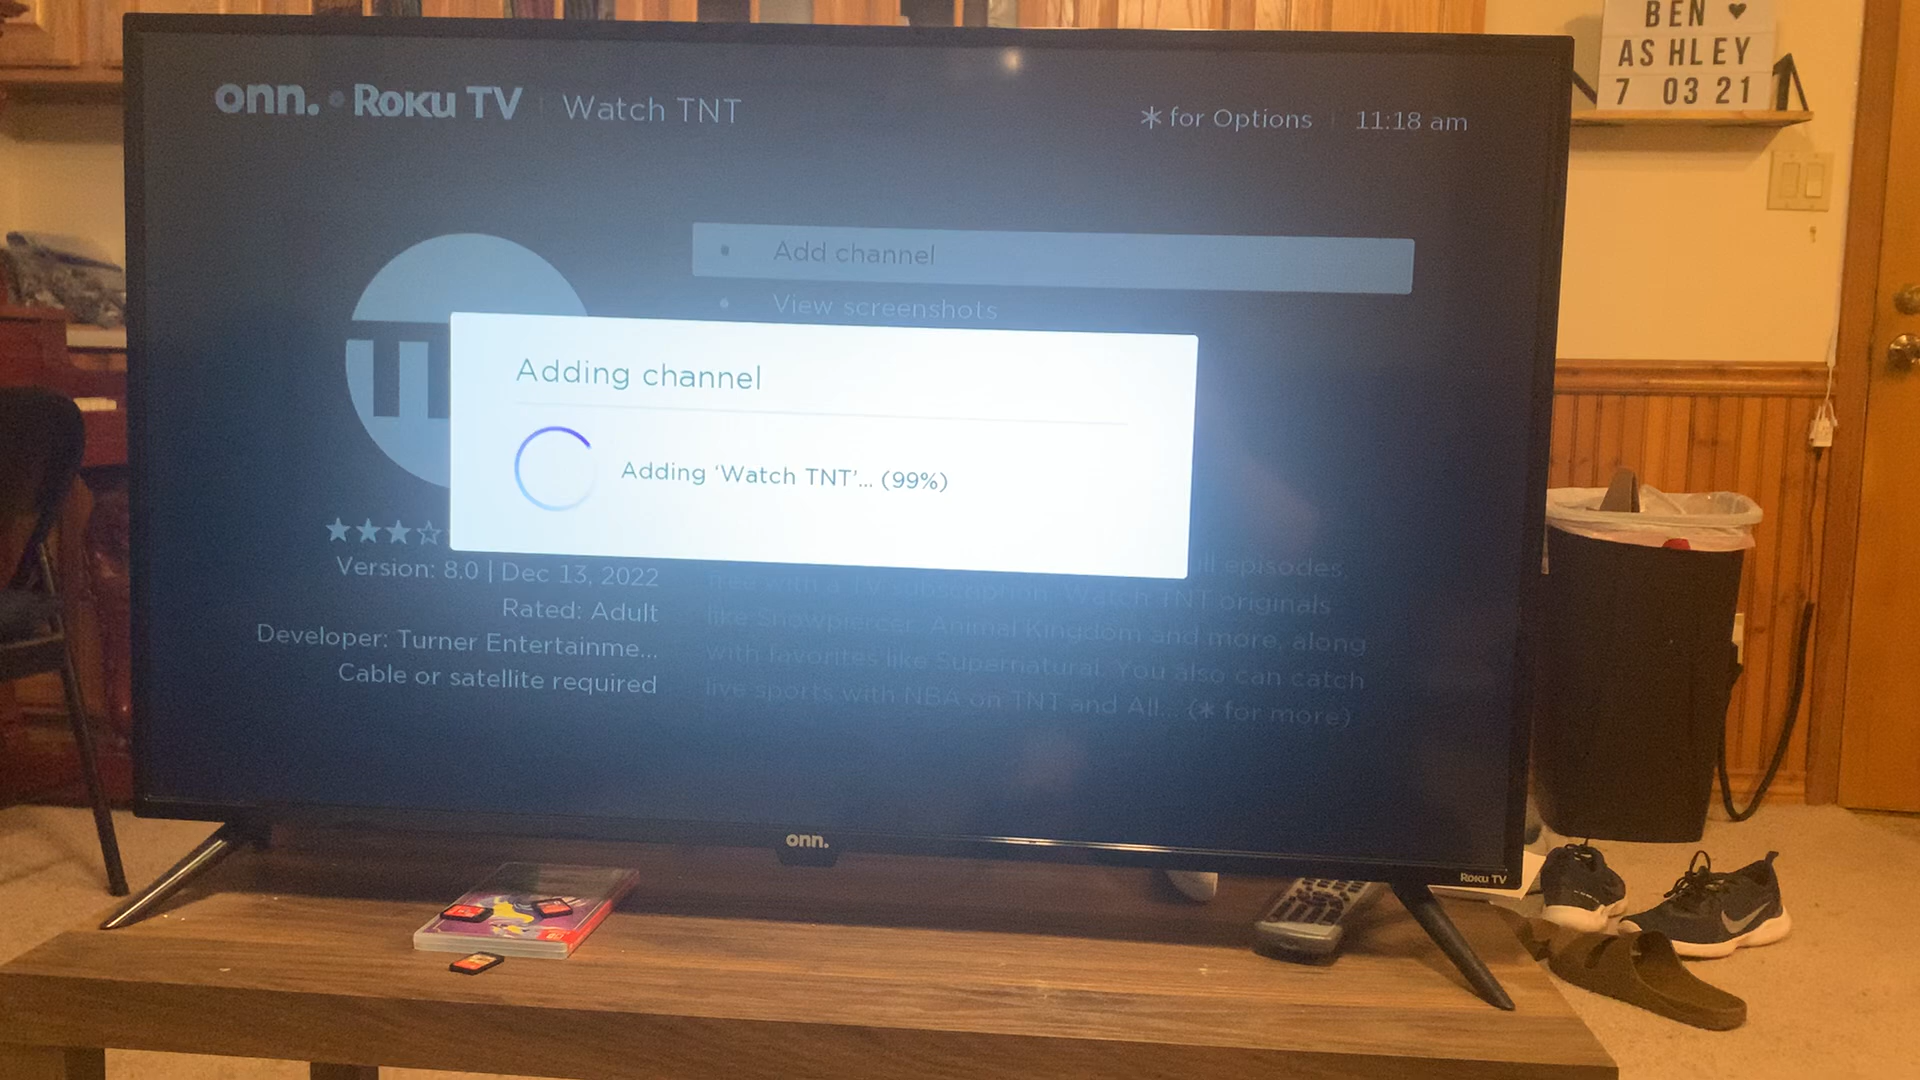 BEN ♥
ASHLEY
7 03 21
onn. • Roku TV | Watch TNT
* for Options | 11:18 am
• Add channel
• View screenshots
Adding channel
Adding ‘Watch TNT’... (99%)
Version: 8.0 | Dec 13, 2022
Rated: Adult
Developer: Turner Entertainme...
Cable or satellite required
ll episodes
with a TV subscription. Watch TNT originals
like Snowpiercer, Animal Kingdom and more, along
with favorites like Supernatural. You also can catch
live sports with NBA on TNT and All... (* for more)
onn.
Roku TV